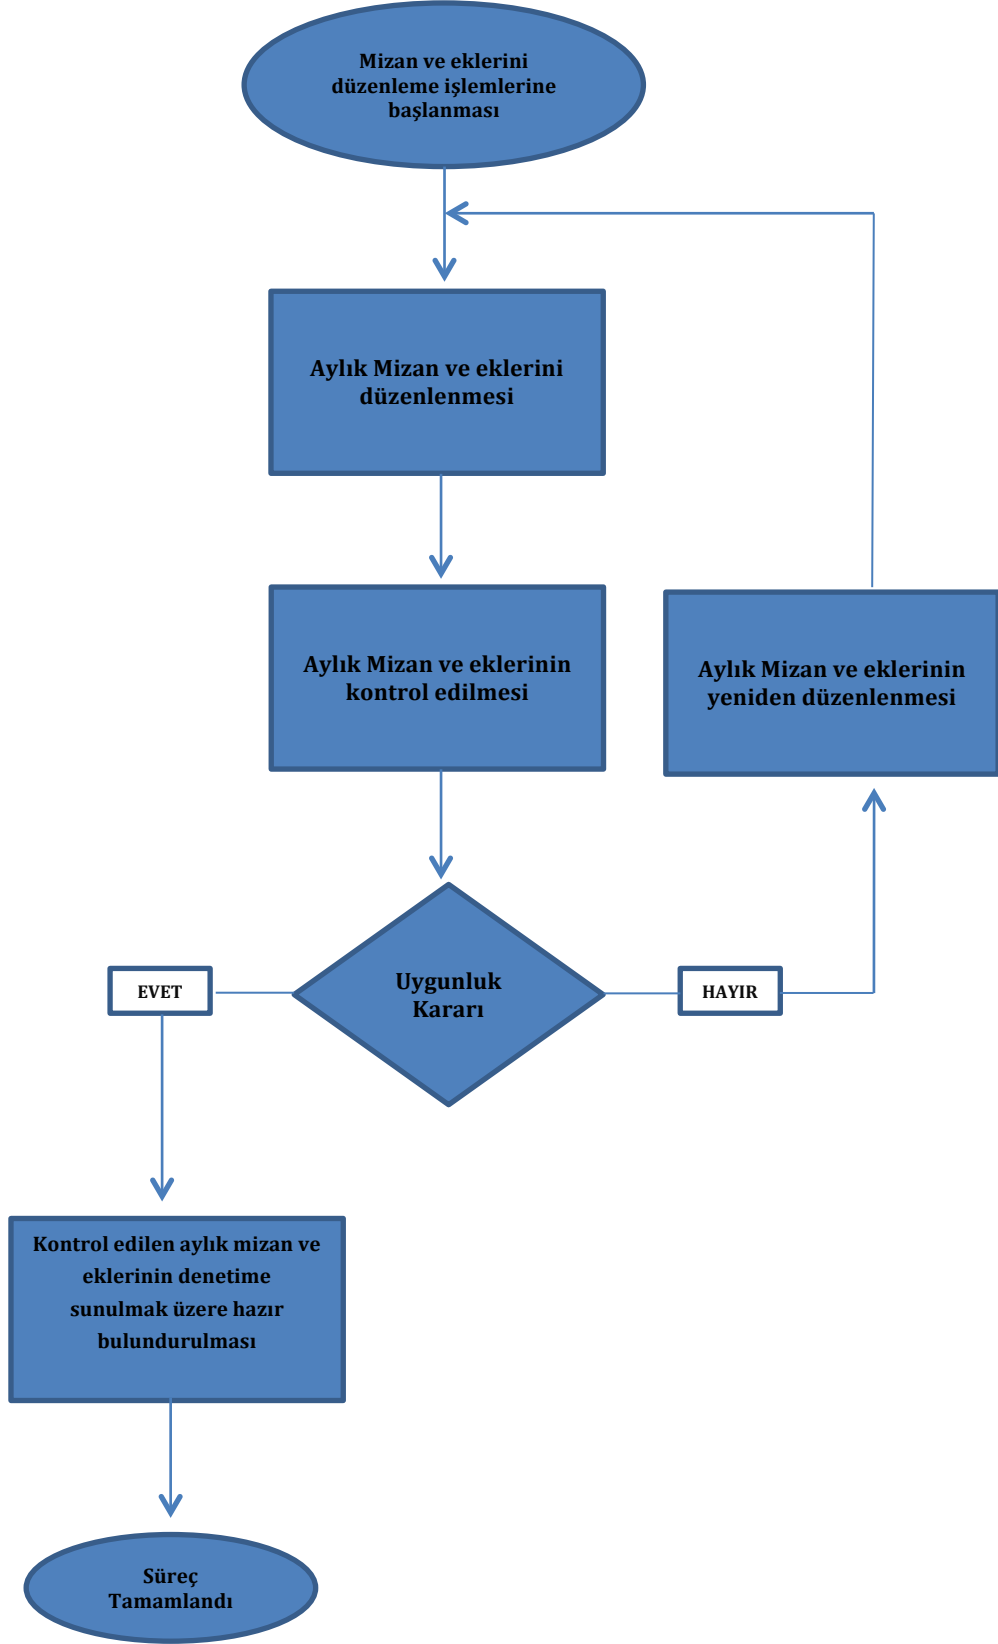 Mizan ve eklerini
düzenleme işlemlerine
başlanması
Aylık Mizan ve eklerini
düzenlenmesi
Aylık Mizan ve eklerinin
kontrol edilmesi
Aylık Mizan ve eklerinin
yeniden düzenlenmesi
Uygunluk
Kararı
EVET
HAYIR
Kontrol edilen aylık mizan ve
eklerinin denetime
sunulmak üzere hazır
bulundurulması
Süreç
Tamamlandı